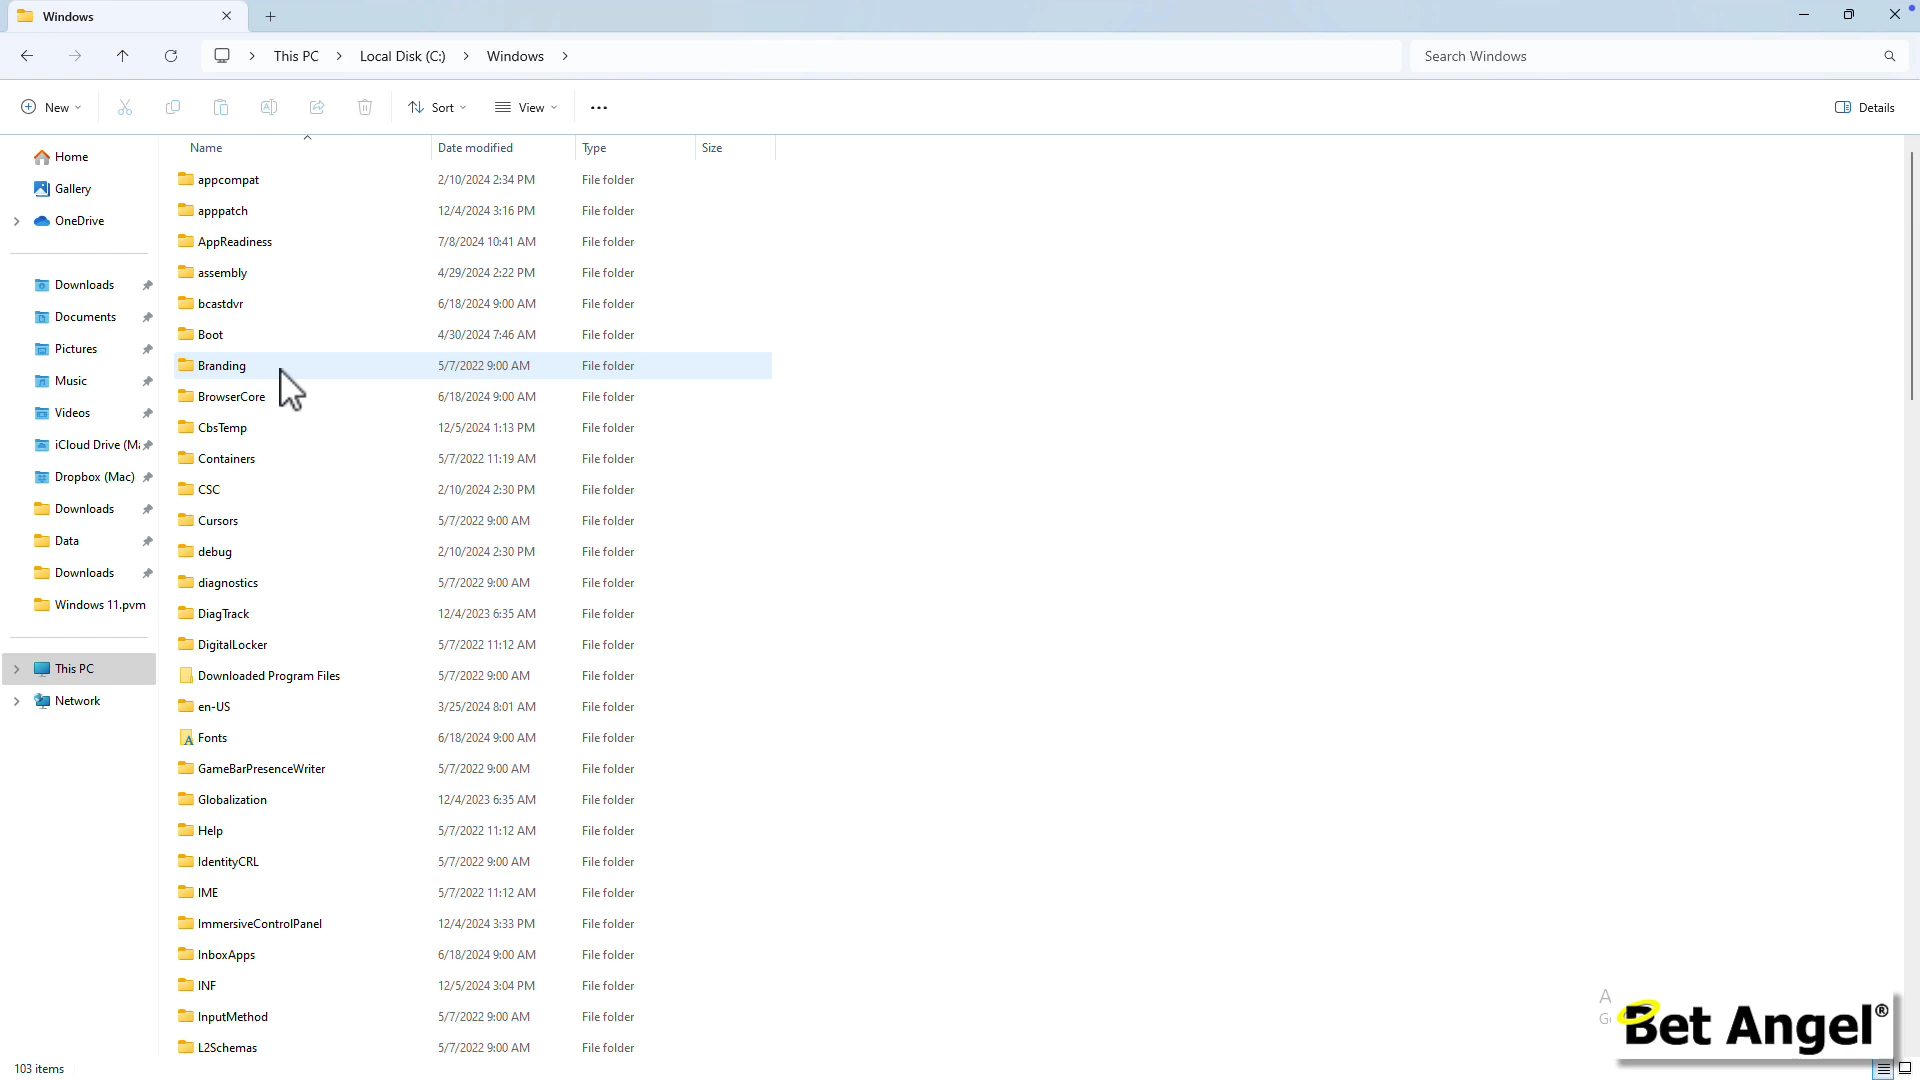 Windows
This PC > Local Disk (C:) > Windows >
Search Windows
New
Sort
View
Details
Home
Gallery
OneDrive
Downloads
Documents
Pictures
Music
Videos
iCloud Drive (M
Dropbox (Mac)
Downloads
Data
Downloads
Windows 11.pvm
This PC
Network
Name Date modified Type Size
appcompat 2/10/2024 2:34 PM File folder
apppatch 12/4/2024 3:16 PM File folder
AppReadiness 7/8/2024 10:41 AM File folder
assembly 4/29/2024 2:22 PM File folder
bcastdvr 6/18/2024 9:00 AM File folder
Boot 4/30/2024 7:46 AM File folder
Branding 5/7/2022 9:00 AM File folder
BrowserCore 6/18/2024 9:00 AM File folder
CbsTemp 12/5/2024 1:13 PM File folder
Containers 5/7/2022 11:19 AM File folder
CSC 2/10/2024 2:30 PM File folder
Cursors 5/7/2022 9:00 AM File folder
debug 2/10/2024 2:30 PM File folder
diagnostics 5/7/2022 9:00 AM File folder
DiagTrack 12/4/2023 6:35 AM File folder
DigitalLocker 5/7/2022 11:12 AM File folder
Downloaded Program Files 5/7/2022 9:00 AM File folder
en-US 3/25/2024 8:01 AM File folder
Fonts 6/18/2024 9:00 AM File folder
GameBarPresenceWriter 5/7/2022 9:00 AM File folder
Globalization 12/4/2023 6:35 AM File folder
Help 5/7/2022 11:12 AM File folder
IdentityCRL 5/7/2022 9:00 AM File folder
IME 5/7/2022 11:12 AM File folder
ImmersiveControlPanel 12/4/2024 3:33 PM File folder
InboxApps 6/18/2024 9:00 AM File folder
INF 12/5/2024 3:04 PM File folder
InputMethod 5/7/2022 9:00 AM File folder
L2Schemas 5/7/2022 9:00 AM File folder
103 items
Bet Angel®